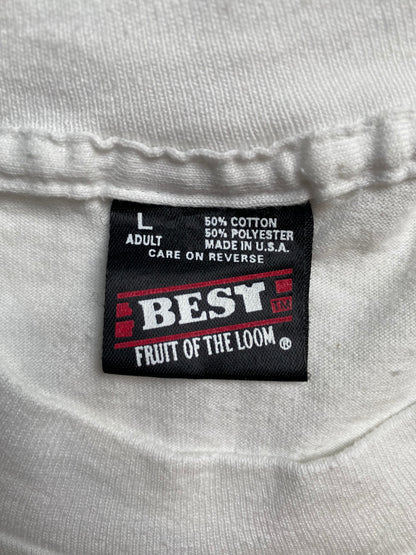 L
ADULT
50% COTTON
50% POLYESTER
MADE IN U.S.A.
CARE ON REVERSE
BEST TM
FRUIT OF THE LOOM ®